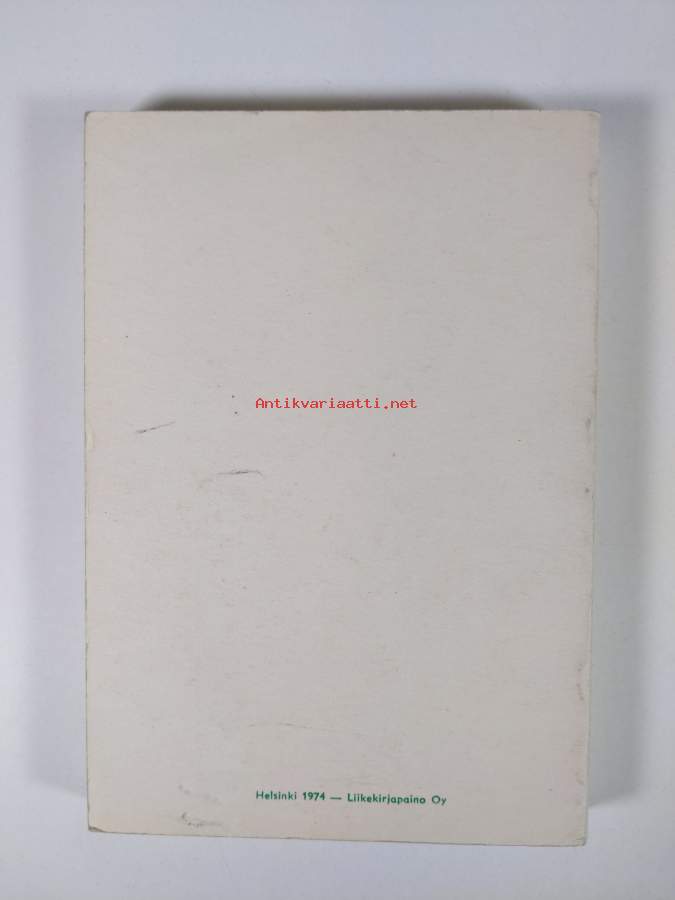 Antikvariaatti.net
Helsinki 1974 — Liikekirjapaino Oy